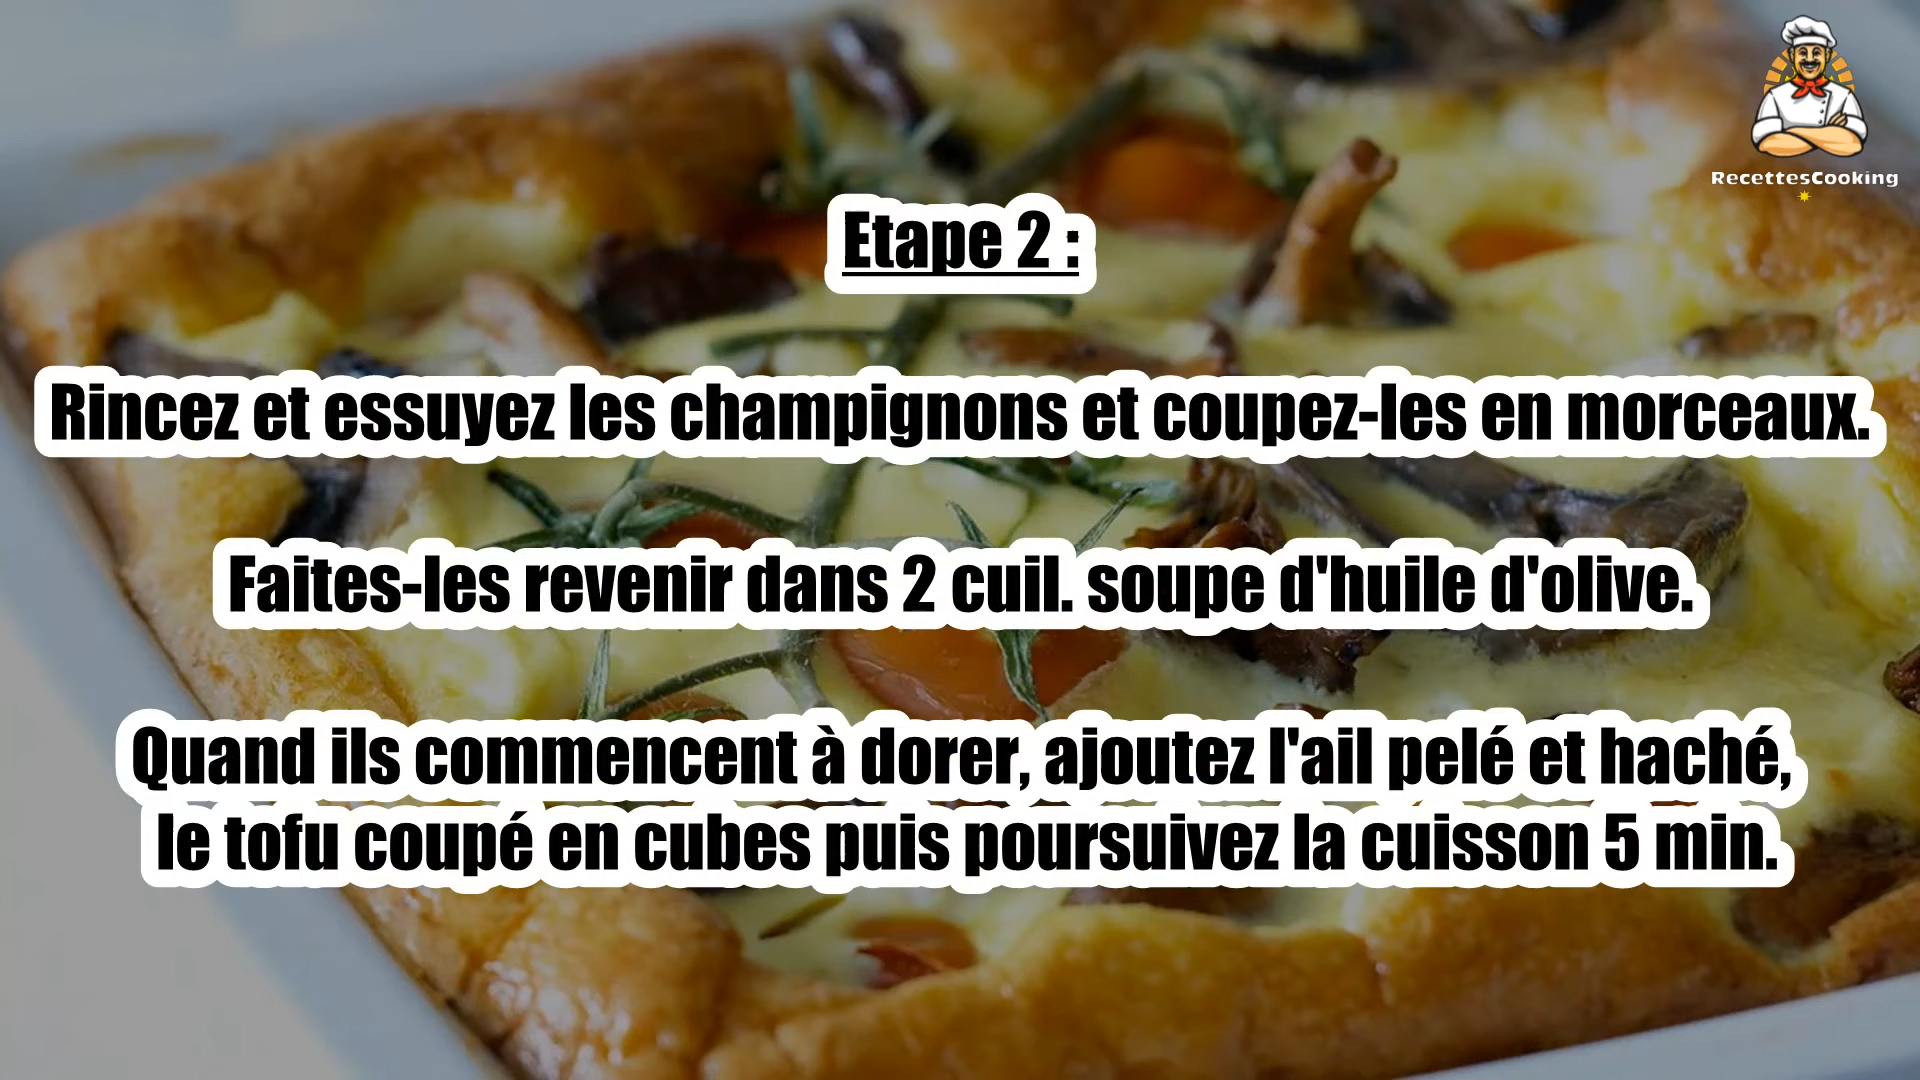 RecettesCooking
Etape 2 :
Rincez et essuyez les champignons et coupez-les en morceaux.
Faites-les revenir dans 2 cuil. soupe d'huile d'olive.
Quand ils commencent à dorer, ajoutez l'ail pelé et haché,
le tofu coupé en cubes puis poursuivez la cuisson 5 min.